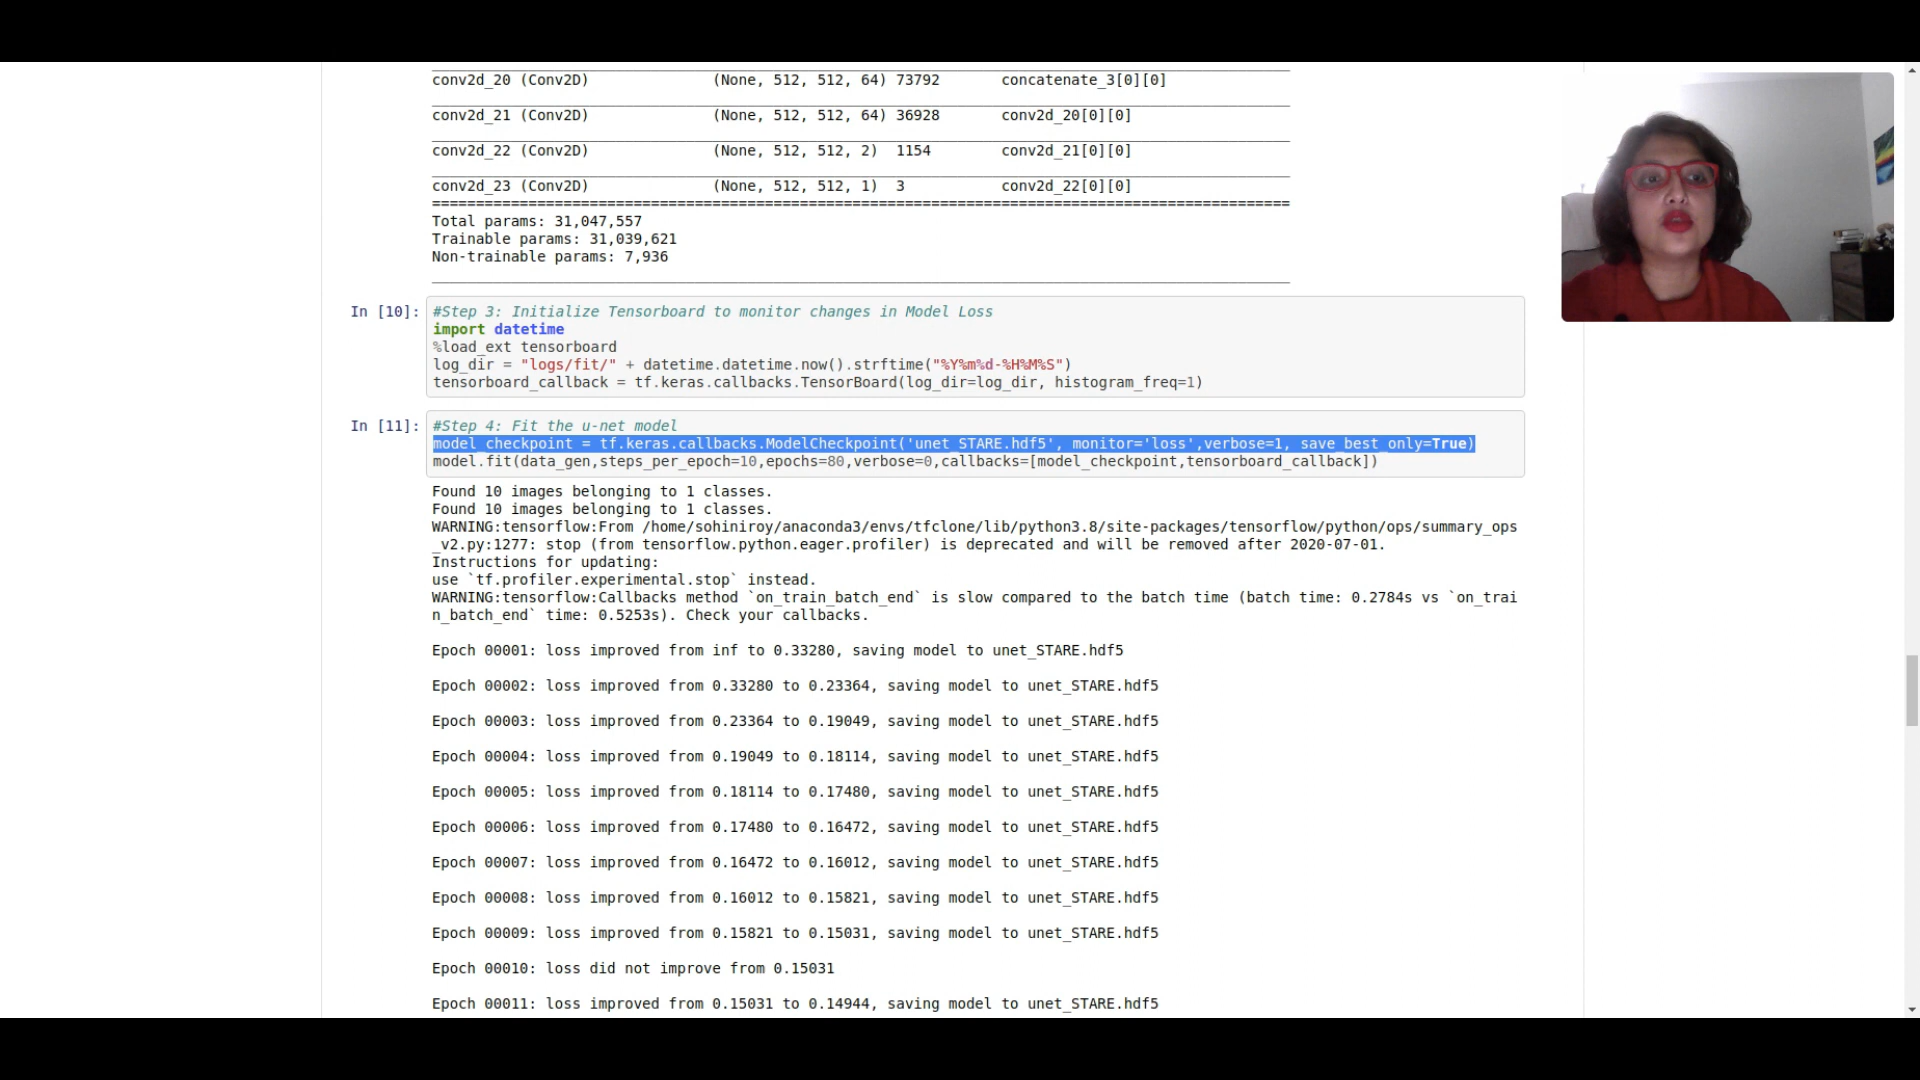 conv2d_20 (Conv2D) (None, 512, 512, 64) 73792 concatenate_3[0][0]
conv2d_21 (Conv2D) (None, 512, 512, 64) 36928 conv2d_20[0][0]
conv2d_22 (Conv2D) (None, 512, 512, 2) 1154 conv2d_21[0][0]
conv2d_23 (Conv2D) (None, 512, 512, 1) 3 conv2d_22[0][0]
Total params: 31,047,557
Trainable params: 31,039,621
Non-trainable params: 7,936
In [10]: #Step 3: Initialize Tensorboard to monitor changes in Model Loss
import datetime
%load_ext tensorboard
log_dir = "logs/fit/" + datetime.datetime.now().strftime("%Y%m%d-%H%M%S")
tensorboard_callback = tf.keras.callbacks.TensorBoard(log_dir=log_dir, histogram_freq=1)
In [11]: #Step 4: Fit the u-net model
model_checkpoint = tf.keras.callbacks.ModelCheckpoint('unet_STARE.hdf5', monitor='loss',verbose=1, save_best_only=True)
model.fit(data_gen,steps_per_epoch=10,epochs=80,verbose=0,callbacks=[model_checkpoint,tensorboard_callback])
Found 10 images belonging to 1 classes.
Found 10 images belonging to 1 classes.
WARNING:tensorflow:From /home/sohiniroy/anaconda3/envs/tfclone/lib/python3.8/site-packages/tensorflow/python/ops/summary_ops
_v2.py:1277: stop (from tensorflow.python.eager.profiler) is deprecated and will be removed after 2020-07-01.
Instructions for updating:
use `tf.profiler.experimental.stop` instead.
WARNING:tensorflow:Callbacks method `on_train_batch_end` is slow compared to the batch time (batch time: 0.2784s vs `on_trai
n_batch_end` time: 0.5253s). Check your callbacks.
Epoch 00001: loss improved from inf to 0.33280, saving model to unet_STARE.hdf5
Epoch 00002: loss improved from 0.33280 to 0.23364, saving model to unet_STARE.hdf5
Epoch 00003: loss improved from 0.23364 to 0.19049, saving model to unet_STARE.hdf5
Epoch 00004: loss improved from 0.19049 to 0.18114, saving model to unet_STARE.hdf5
Epoch 00005: loss improved from 0.18114 to 0.17480, saving model to unet_STARE.hdf5
Epoch 00006: loss improved from 0.17480 to 0.16472, saving model to unet_STARE.hdf5
Epoch 00007: loss improved from 0.16472 to 0.16012, saving model to unet_STARE.hdf5
Epoch 00008: loss improved from 0.16012 to 0.15821, saving model to unet_STARE.hdf5
Epoch 00009: loss improved from 0.15821 to 0.15031, saving model to unet_STARE.hdf5
Epoch 00010: loss did not improve from 0.15031
Epoch 00011: loss improved from 0.15031 to 0.14944, saving model to unet_STARE.hdf5